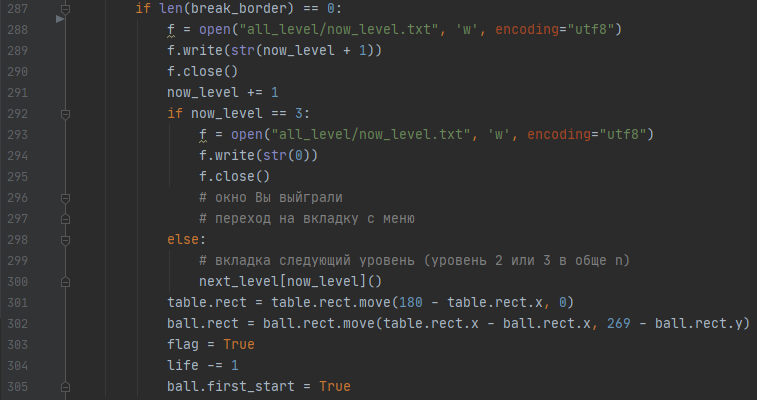 287 if len(break_border) == 0:
288 f = open("all_level/now_level.txt", 'w', encoding="utf8")
289 f.write(str(now_level + 1))
290 f.close()
291 now_level += 1
292 if now_level == 3:
293 f = open("all_level/now_level.txt", 'w', encoding="utf8")
294 f.write(str(0))
295 f.close()
296 # окно Вы выйграли
297 # переход на вкладку с меню
298 else:
299 # вкладка следующий уровень (уровень 2 или 3 в обще n)
300 next_level[now_level]()
301 table.rect = table.rect.move(180 - table.rect.x, 0)
302 ball.rect = ball.rect.move(table.rect.x - ball.rect.x, 269 - ball.rect.y)
303 flag = True
304 life -= 1
305 ball.first_start = True